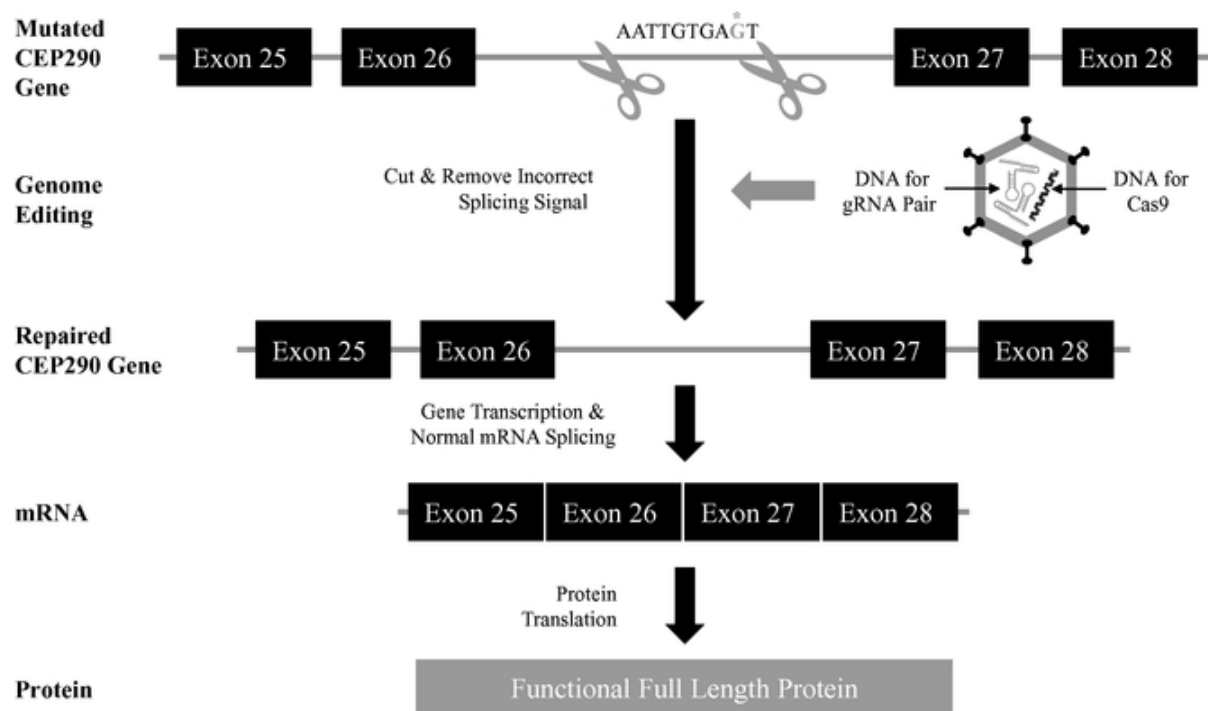 Mutated
CEP290
Gene
*
AATTGTGAGT
Exon 25
Exon 26
Exon 27
Exon 28
Genome
Editing
Cut & Remove Incorrect
Splicing Signal
DNA for
gRNA Pair
DNA for
Cas9
Repaired
CEP290 Gene
Exon 25
Exon 26
Exon 27
Exon 28
Gene Transcription &
Normal mRNA Splicing
mRNA
Exon 25
Exon 26
Exon 27
Exon 28
Protein
Translation
Protein
Functional Full Length Protein